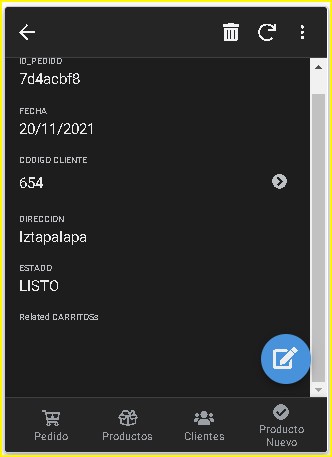 ID_PEDIDO
7d4acbf8
FECHA
20/11/2021
CODIGO CLIENTE
654
DIRECCION
Iztapalapa
ESTADO
LISTO
Related CARRITOSs
Pedido
Productos
Clientes
Producto
Nuevo